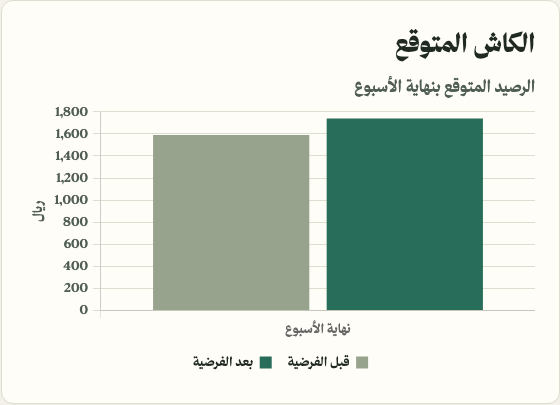 الكاش المتوقع
الرصيد المتوقع بنهاية الأسبوع
1,800
1,600
1,400
1,200
1,000
800
600
400
200
0
ريال
نهاية الأسبوع
قبل الفرضية
بعد الفرضية